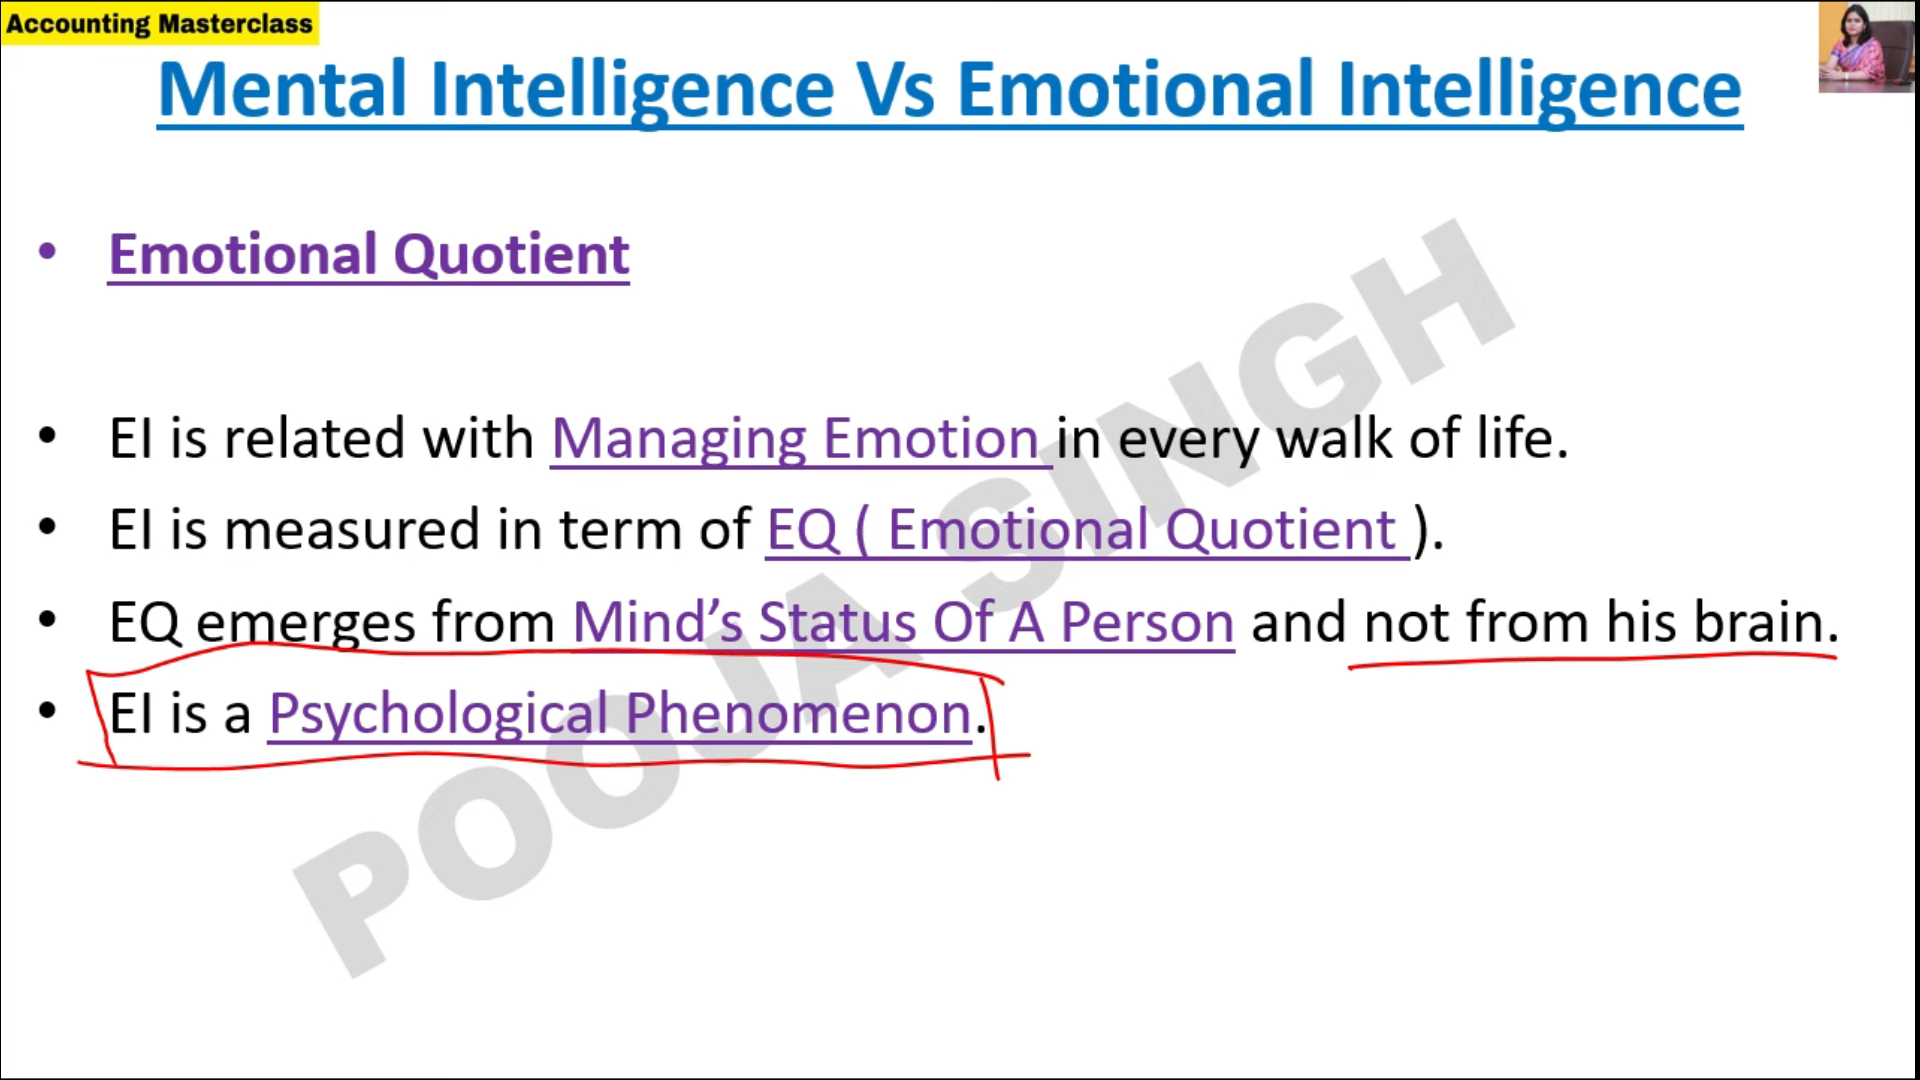 Accounting Masterclass
Mental Intelligence Vs Emotional Intelligence
• Emotional Quotient
• EI is related with Managing Emotion in every walk of life.
• EI is measured in term of EQ ( Emotional Quotient ).
• EQ emerges from Mind’s Status Of A Person and not from his brain.
• EI is a Psychological Phenomenon.
POOJA SINGH